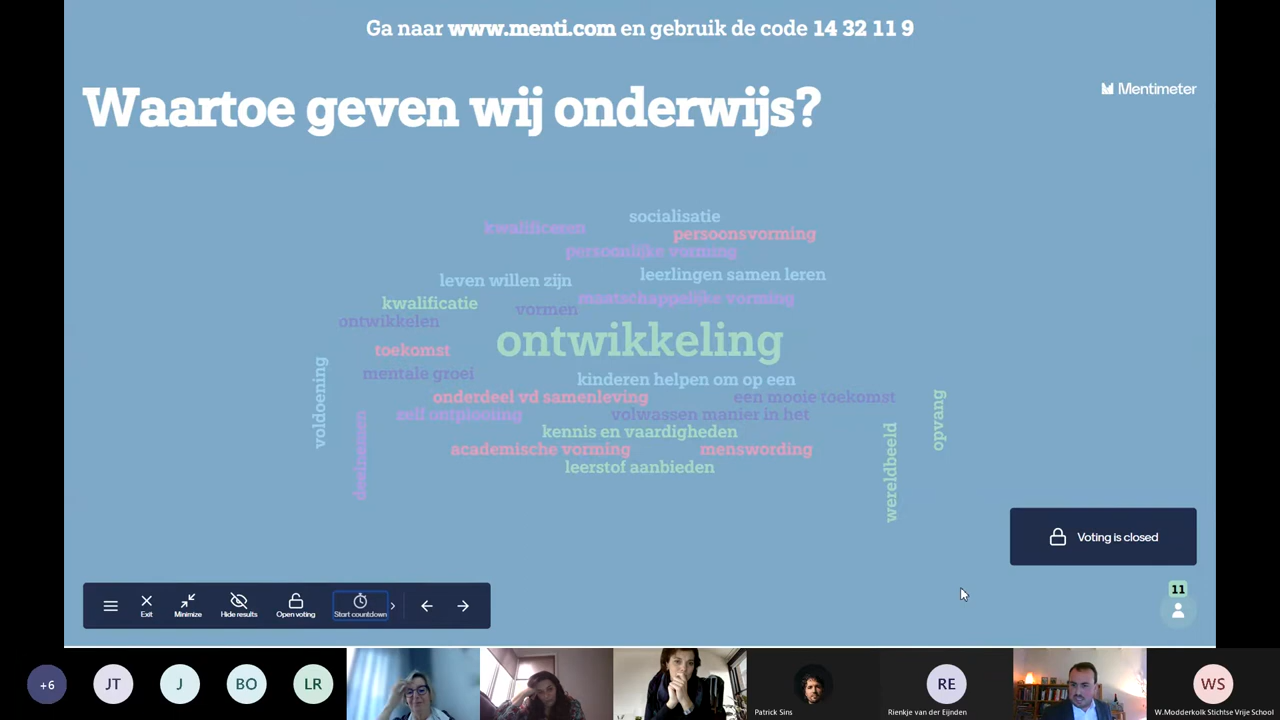 Ga naar www.menti.com en gebruik de code 14 32 11 9
Waartoe geven wij onderwijs?
Mentimeter
socialisatie
kwalificeren
persoonsvorming
persoonlijke vorming
leven willen zijn
leerlingen samen leren
maatschappelijke vorming
kwalificatie
vormen
ontwikkelen
ontwikkeling
toekomst
mentale groei
kinderen helpen om op een
onderdeel vd samenleving
een mooie toekomst
zelf ontplooiing
volwassen manier in het
kennis en vaardigheden
academische vorming
menswording
leerstof aanbieden
voldoening
deelnemen
wereldbeeld
opvang
Voting is closed
11
Exit
Minimize
Hide results
Open voting
Start countdown
+6
JT
J
BO
LR
Patrick Sins
RE
Rienkje van der Eijnden
WS
W.Modderkolk Stichtse Vrije School